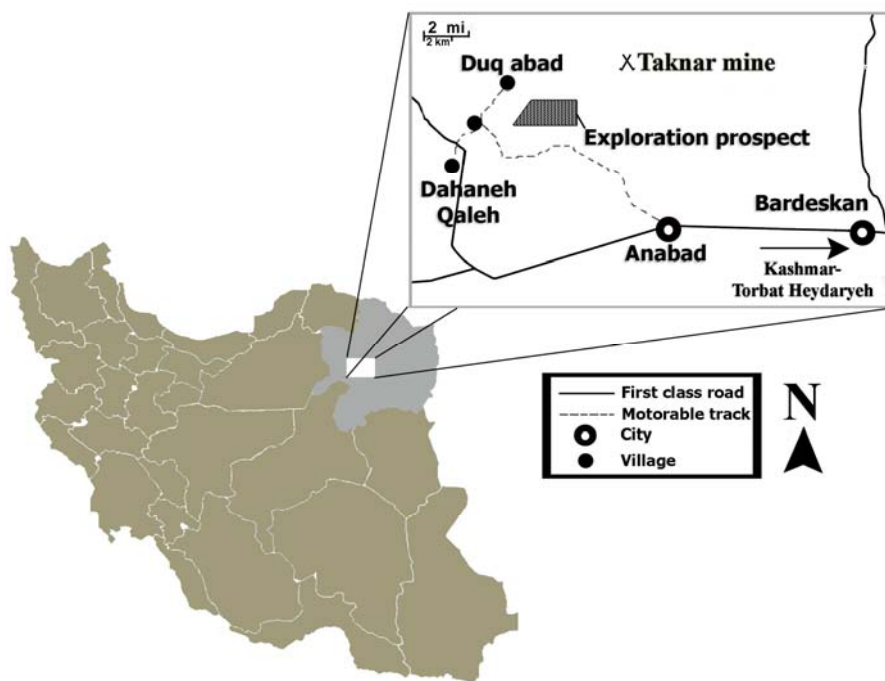 2 mi
2 km
Duq abad
Taknar mine
Exploration prospect
Dahaneh
Qaleh
Bardeskan
Anabad
Kashmar-
Torbat Heydaryeh
First class road
Motorable track
City
Village
N